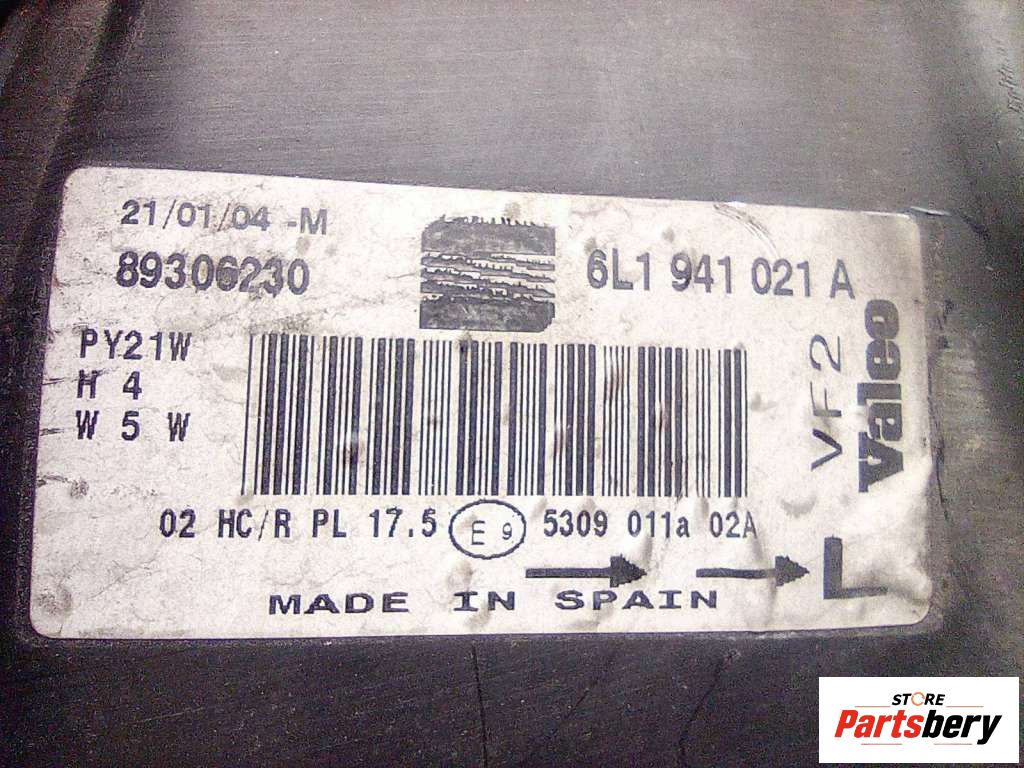 21/01/04 -M
89306230
6L1 941 021 A
PY21W
H 4
W 5 W
VF2
Valeo
02 HC/R PL 17.5 E 9 5309 011a 02A
L
MADE IN SPAIN
STORE
Partsbery